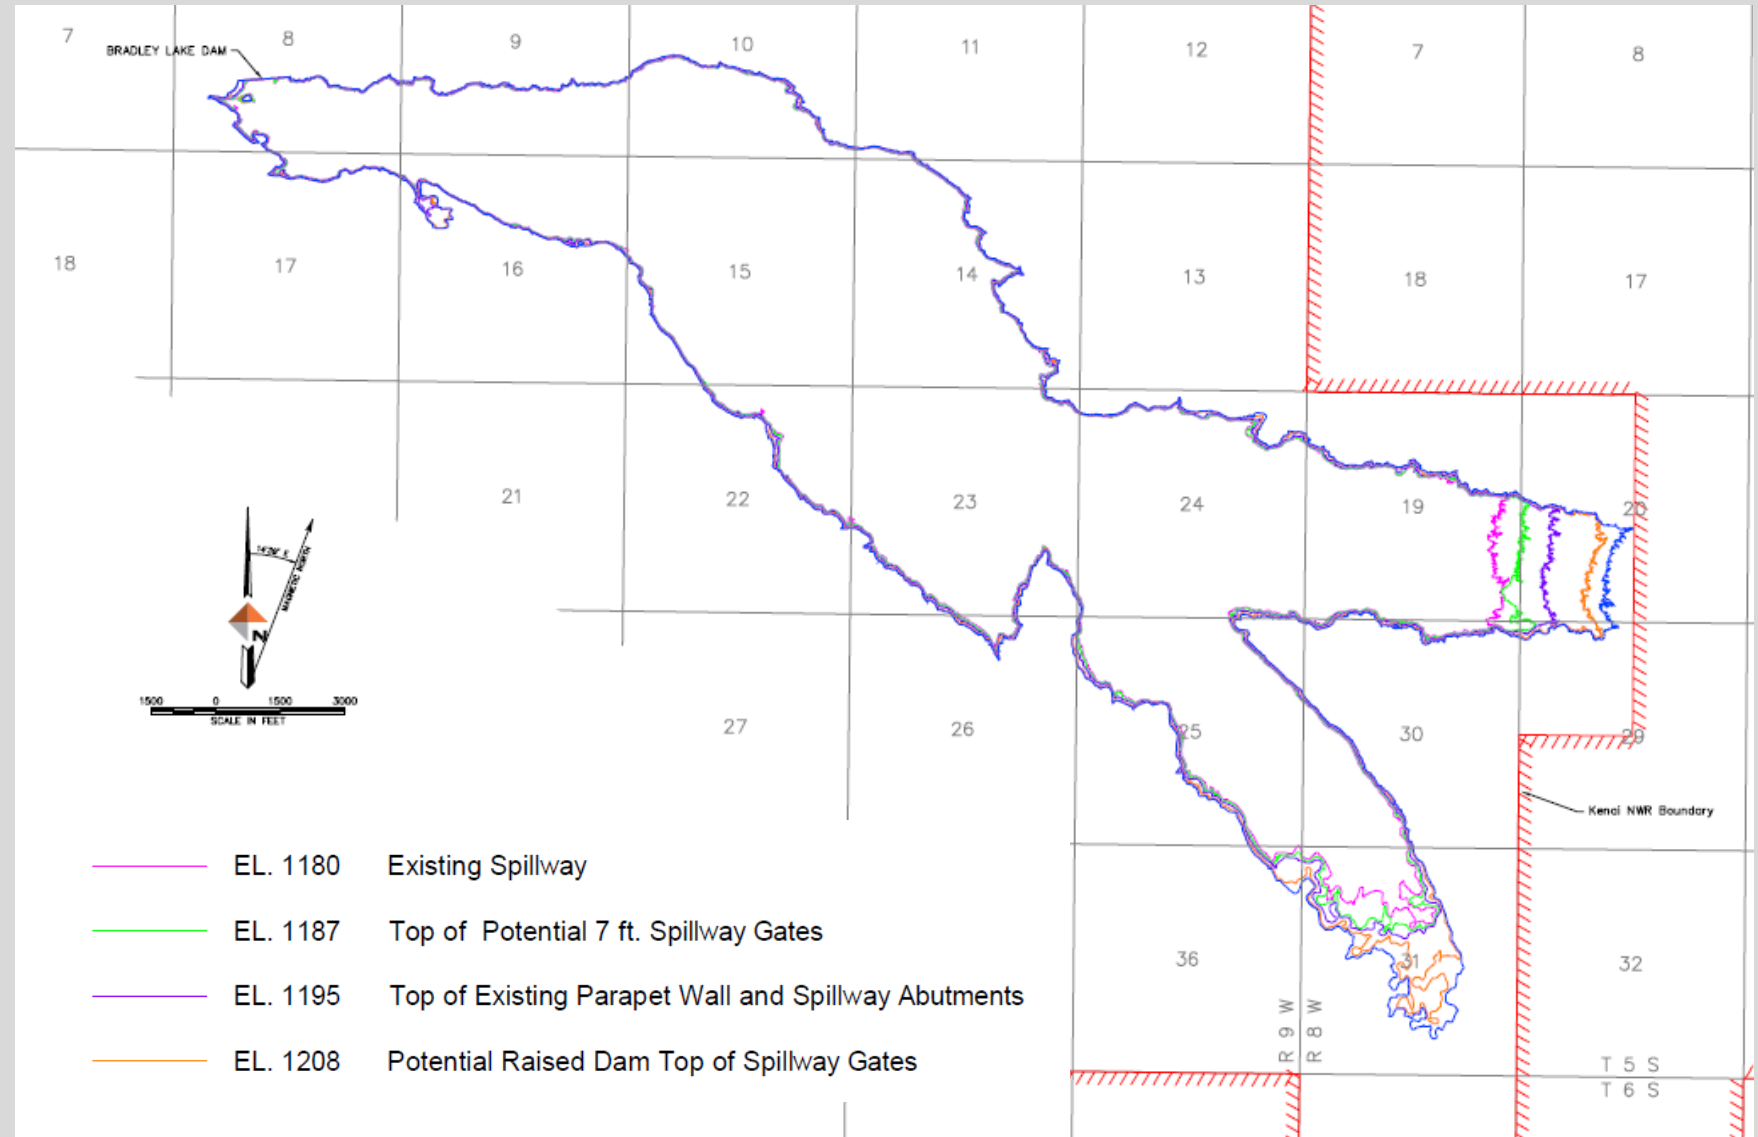 7 8 9 10 11 12 7 8
BRADLEY LAKE DAM
18 17 16 15 14 13 18 17
21 22 23 24 19 20
MAGNETIC NORTH
N
1500 0 1500 3000
SCALE IN FEET
27 26 25 30 29
Kenai NWR Boundary
EL. 1180 Existing Spillway
EL. 1187 Top of Potential 7 ft. Spillway Gates
36 31 32
EL. 1195 Top of Existing Parapet Wall and Spillway Abutments
R 9 W
R 8 W
EL. 1208 Potential Raised Dam Top of Spillway Gates
T 5 S
T 6 S